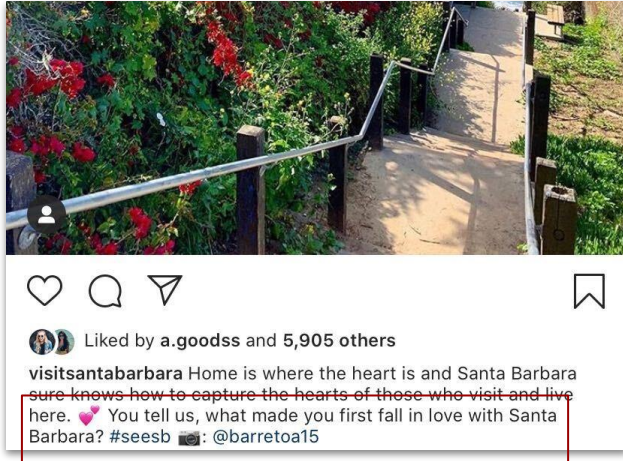 Liked by a.goodss and 5,905 others
visitsantabarbara Home is where the heart is and Santa Barbara
sure knows how to capture the hearts of those who visit and live
here. 💕 You tell us, what made you first fall in love with Santa
Barbara? #seesb 📷: @barretoa15